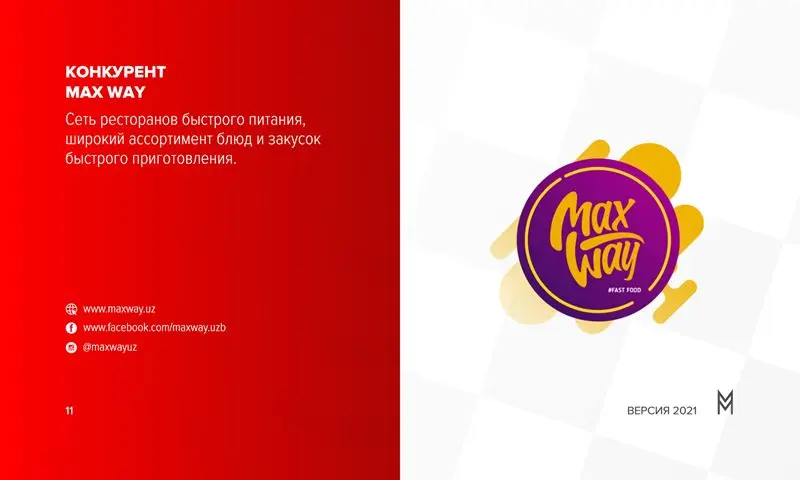 КОНКУРЕНТ
MAX WAY
Сеть ресторанов быстрого питания,
широкий ассортимент блюд и закусок
быстрого приготовления.
www.maxway.uz
www.facebook.com/maxway.uzb
@maxwayuz
11
Max
Way
#FAST FOOD
ВЕРСИЯ 2021